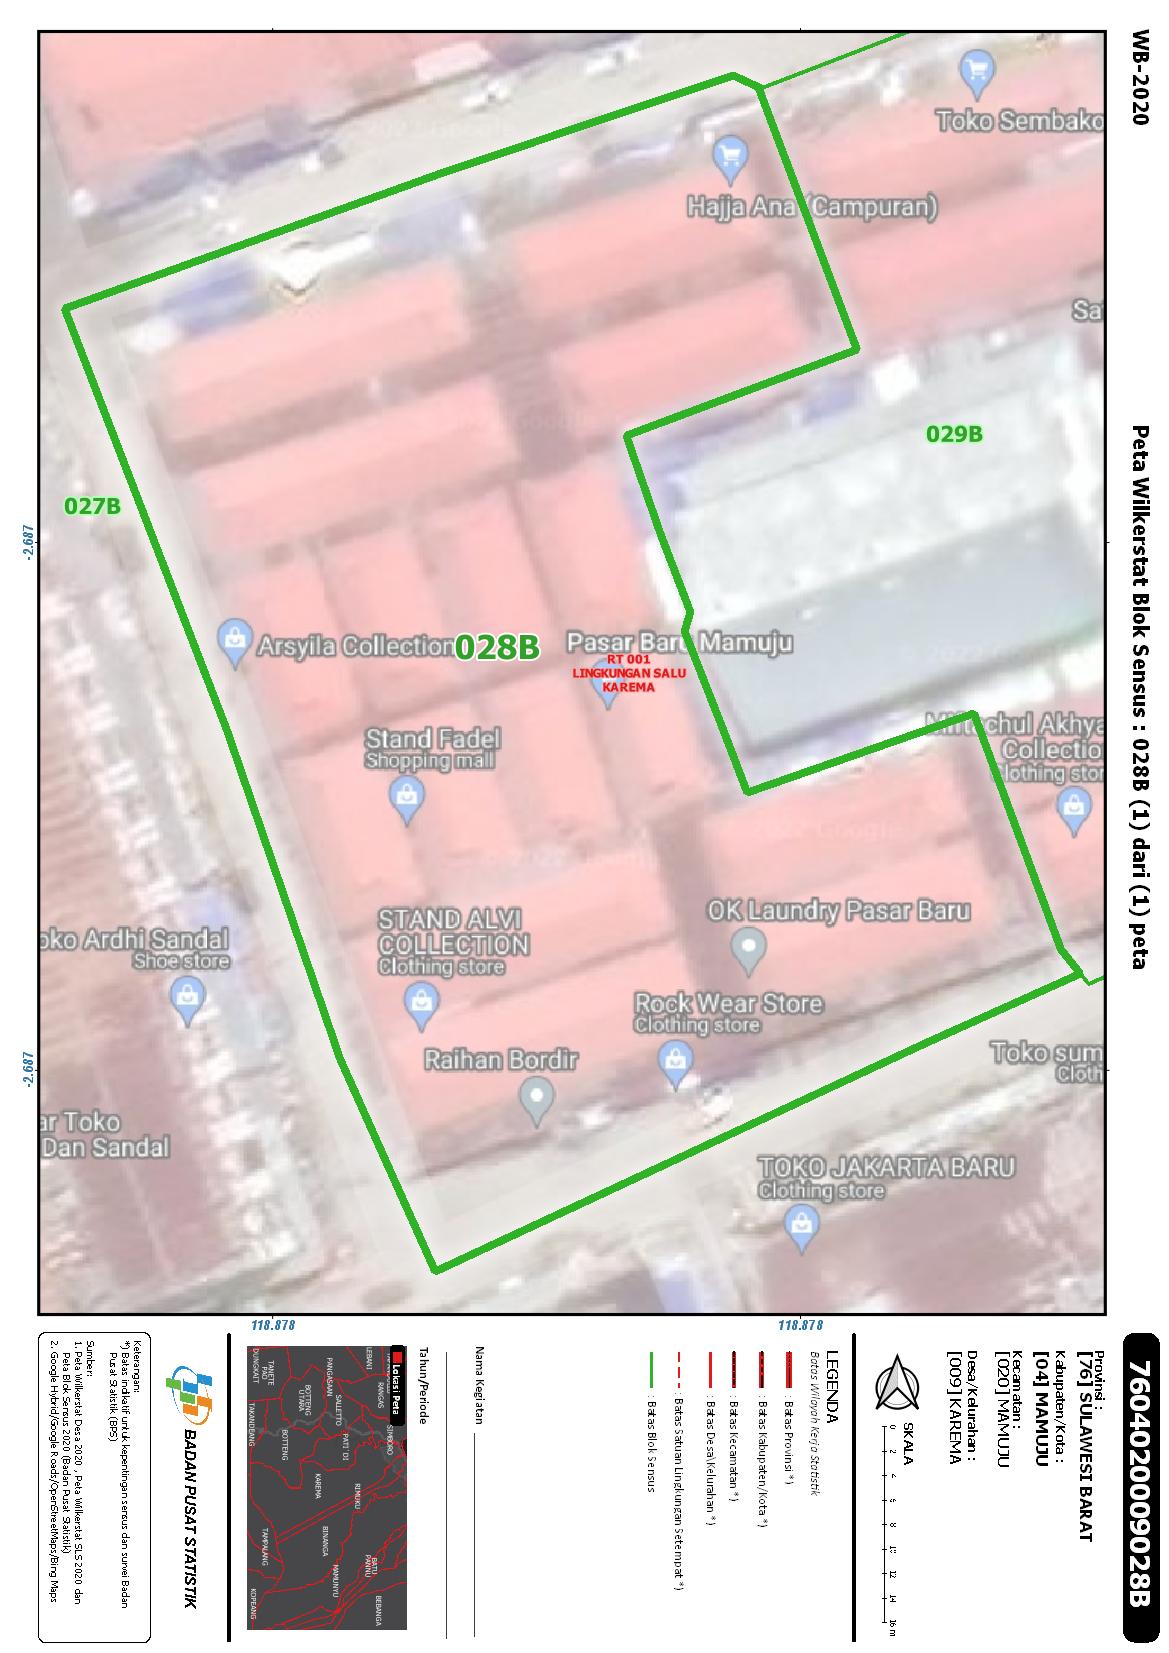 WB-2020
Peta Wilkerstat Blok Sensus : 028B (1) dari (1) peta
Toko Sembako
Hajja Ana (Campuran)
029B
027B
-2.687
Arsyila Collection
028B
Pasar Baru Mamuju
RT 001
LINGKUNGAN SALU
KAREMA
Stand Fadel
Shopping mall
Miftachul Akhya
Collectio
Clothing stor
STAND ALVI
COLLECTION
Clothing store
OK Laundry Pasar Baru
oko Ardhi Sandal
Shoe store
Rock Wear Store
Clothing store
Raihan Bordir
Toko sum
Cloth
-2.687
ar Toko
Dan Sandal
TOKO JAKARTA BARU
Clothing store
118.878
118.878
7604020009028B
Provinsi :
[76] SULAWESI BARAT
Kabupaten/Kota :
[04] MAMUJU
Kecamatan :
[020] MAMUJU
Desa/Kelurahan :
[009] KAREMA
SKALA
0 2 4 6 8 10 12 14 16 m
LEGENDA
Batas Wilayah Kerja Statistik
: Batas Provinsi *)
: Batas Kabupaten/Kota *)
: Batas Kecamatan *)
: Batas Desa\Kelurahan *)
: Batas Satuan Lingkungan Setempat *)
: Batas Blok Sensus
Nama Kegiatan
Tahun/Periode
Lokasi Peta
LEBANI
RANGAS
SIMBORO
PANGASAAN
SALLETTO
PATI' DI
RIMUKU
BATU
PANNU
BEBANGA
BOTTENG
UTARA
KAREMA
BINANGA
MAMUNYU
TANETE
PAO
BOTTENG
TAMPALANG
DUNGKAIT
TAKANDEANG
KOPEANG
BADAN PUSAT STATISTIK
Keterangan:
*) Batas indikatif untuk kepentingan sensus dan survei Badan
Pusat Statistik (BPS)
Sumber:
1. Peta Wilkerstat Desa 2020 , Peta Wilkerstat SLS 2020 dan
Peta Blok Sensus 2020 (Badan Pusat Statistik)
2. Google Hybrid/Google Roads/OpenStreetMaps/Bing Maps